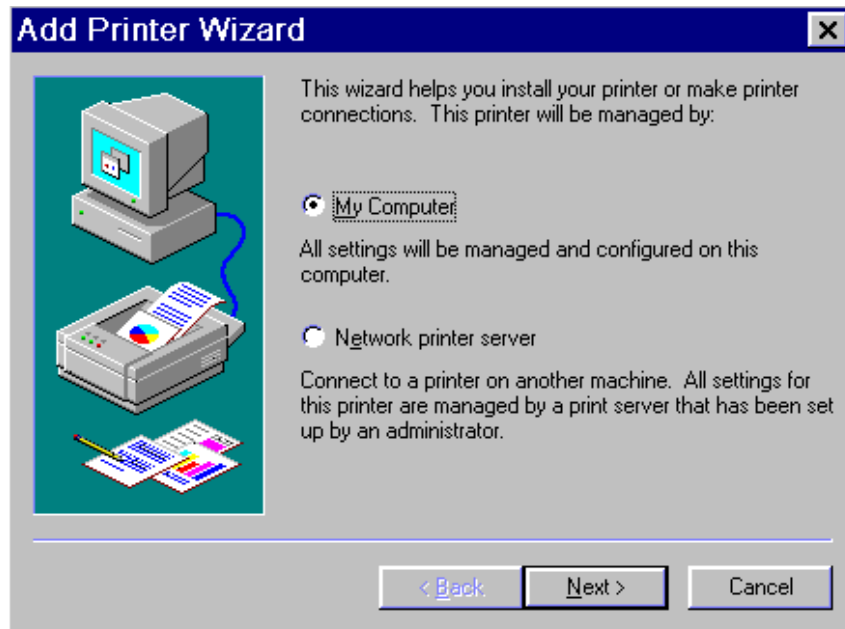 Add Printer Wizard
This wizard helps you install your printer or make printer
connections. This printer will be managed by:
My Computer
All settings will be managed and configured on this
computer.
Network printer server
Connect to a printer on another machine. All settings for
this printer are managed by a print server that has been set
up by an administrator.
< Back Next > Cancel